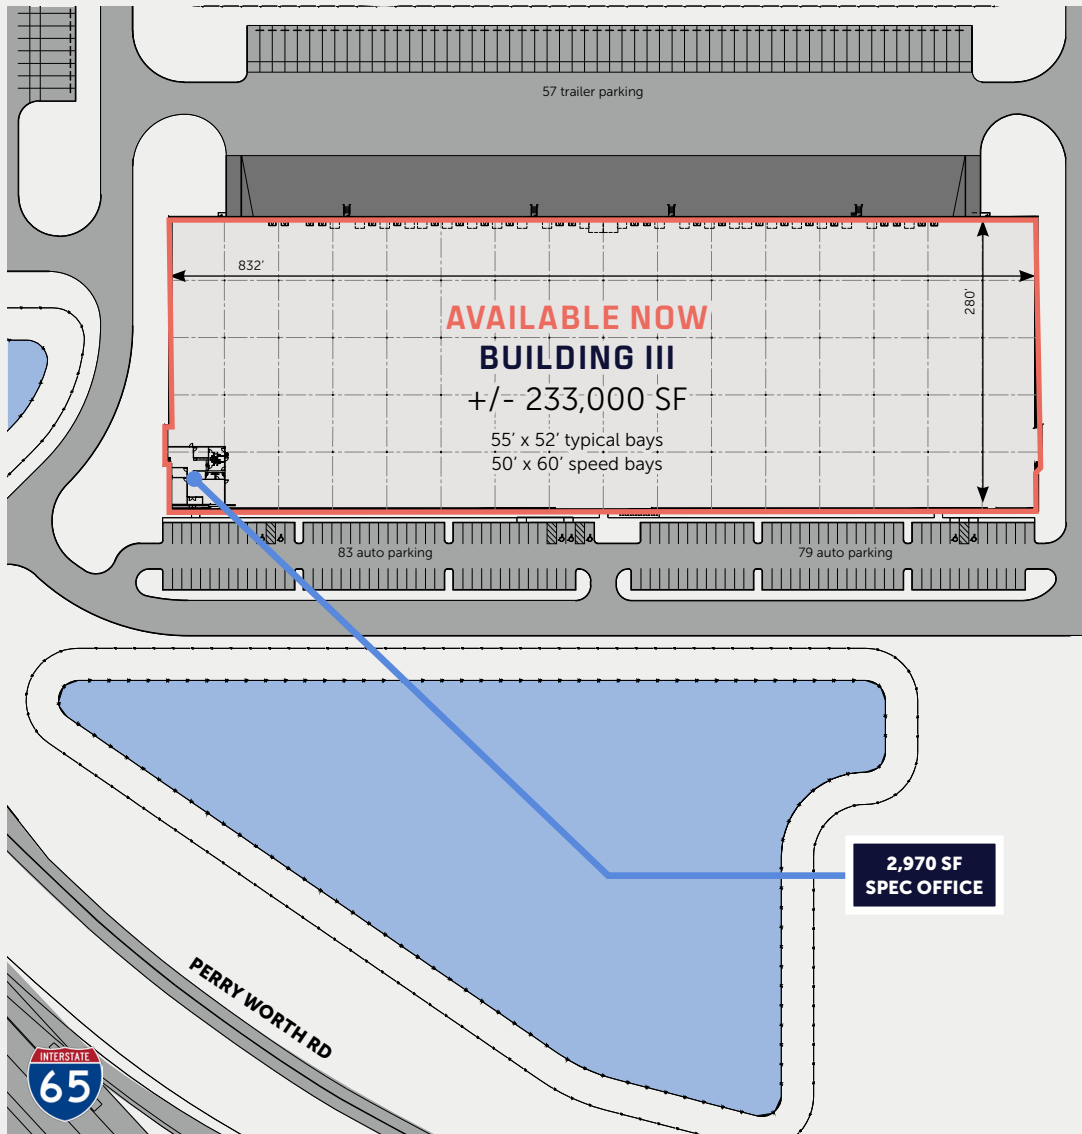 57 trailer parking
832’
280’
AVAILABLE NOW
BUILDING III
+/- 233,000 SF
55’ x 52’ typical bays
50’ x 60’ speed bays
83 auto parking
79 auto parking
2,970 SF
SPEC OFFICE
PERRY WORTH RD
INTERSTATE
65